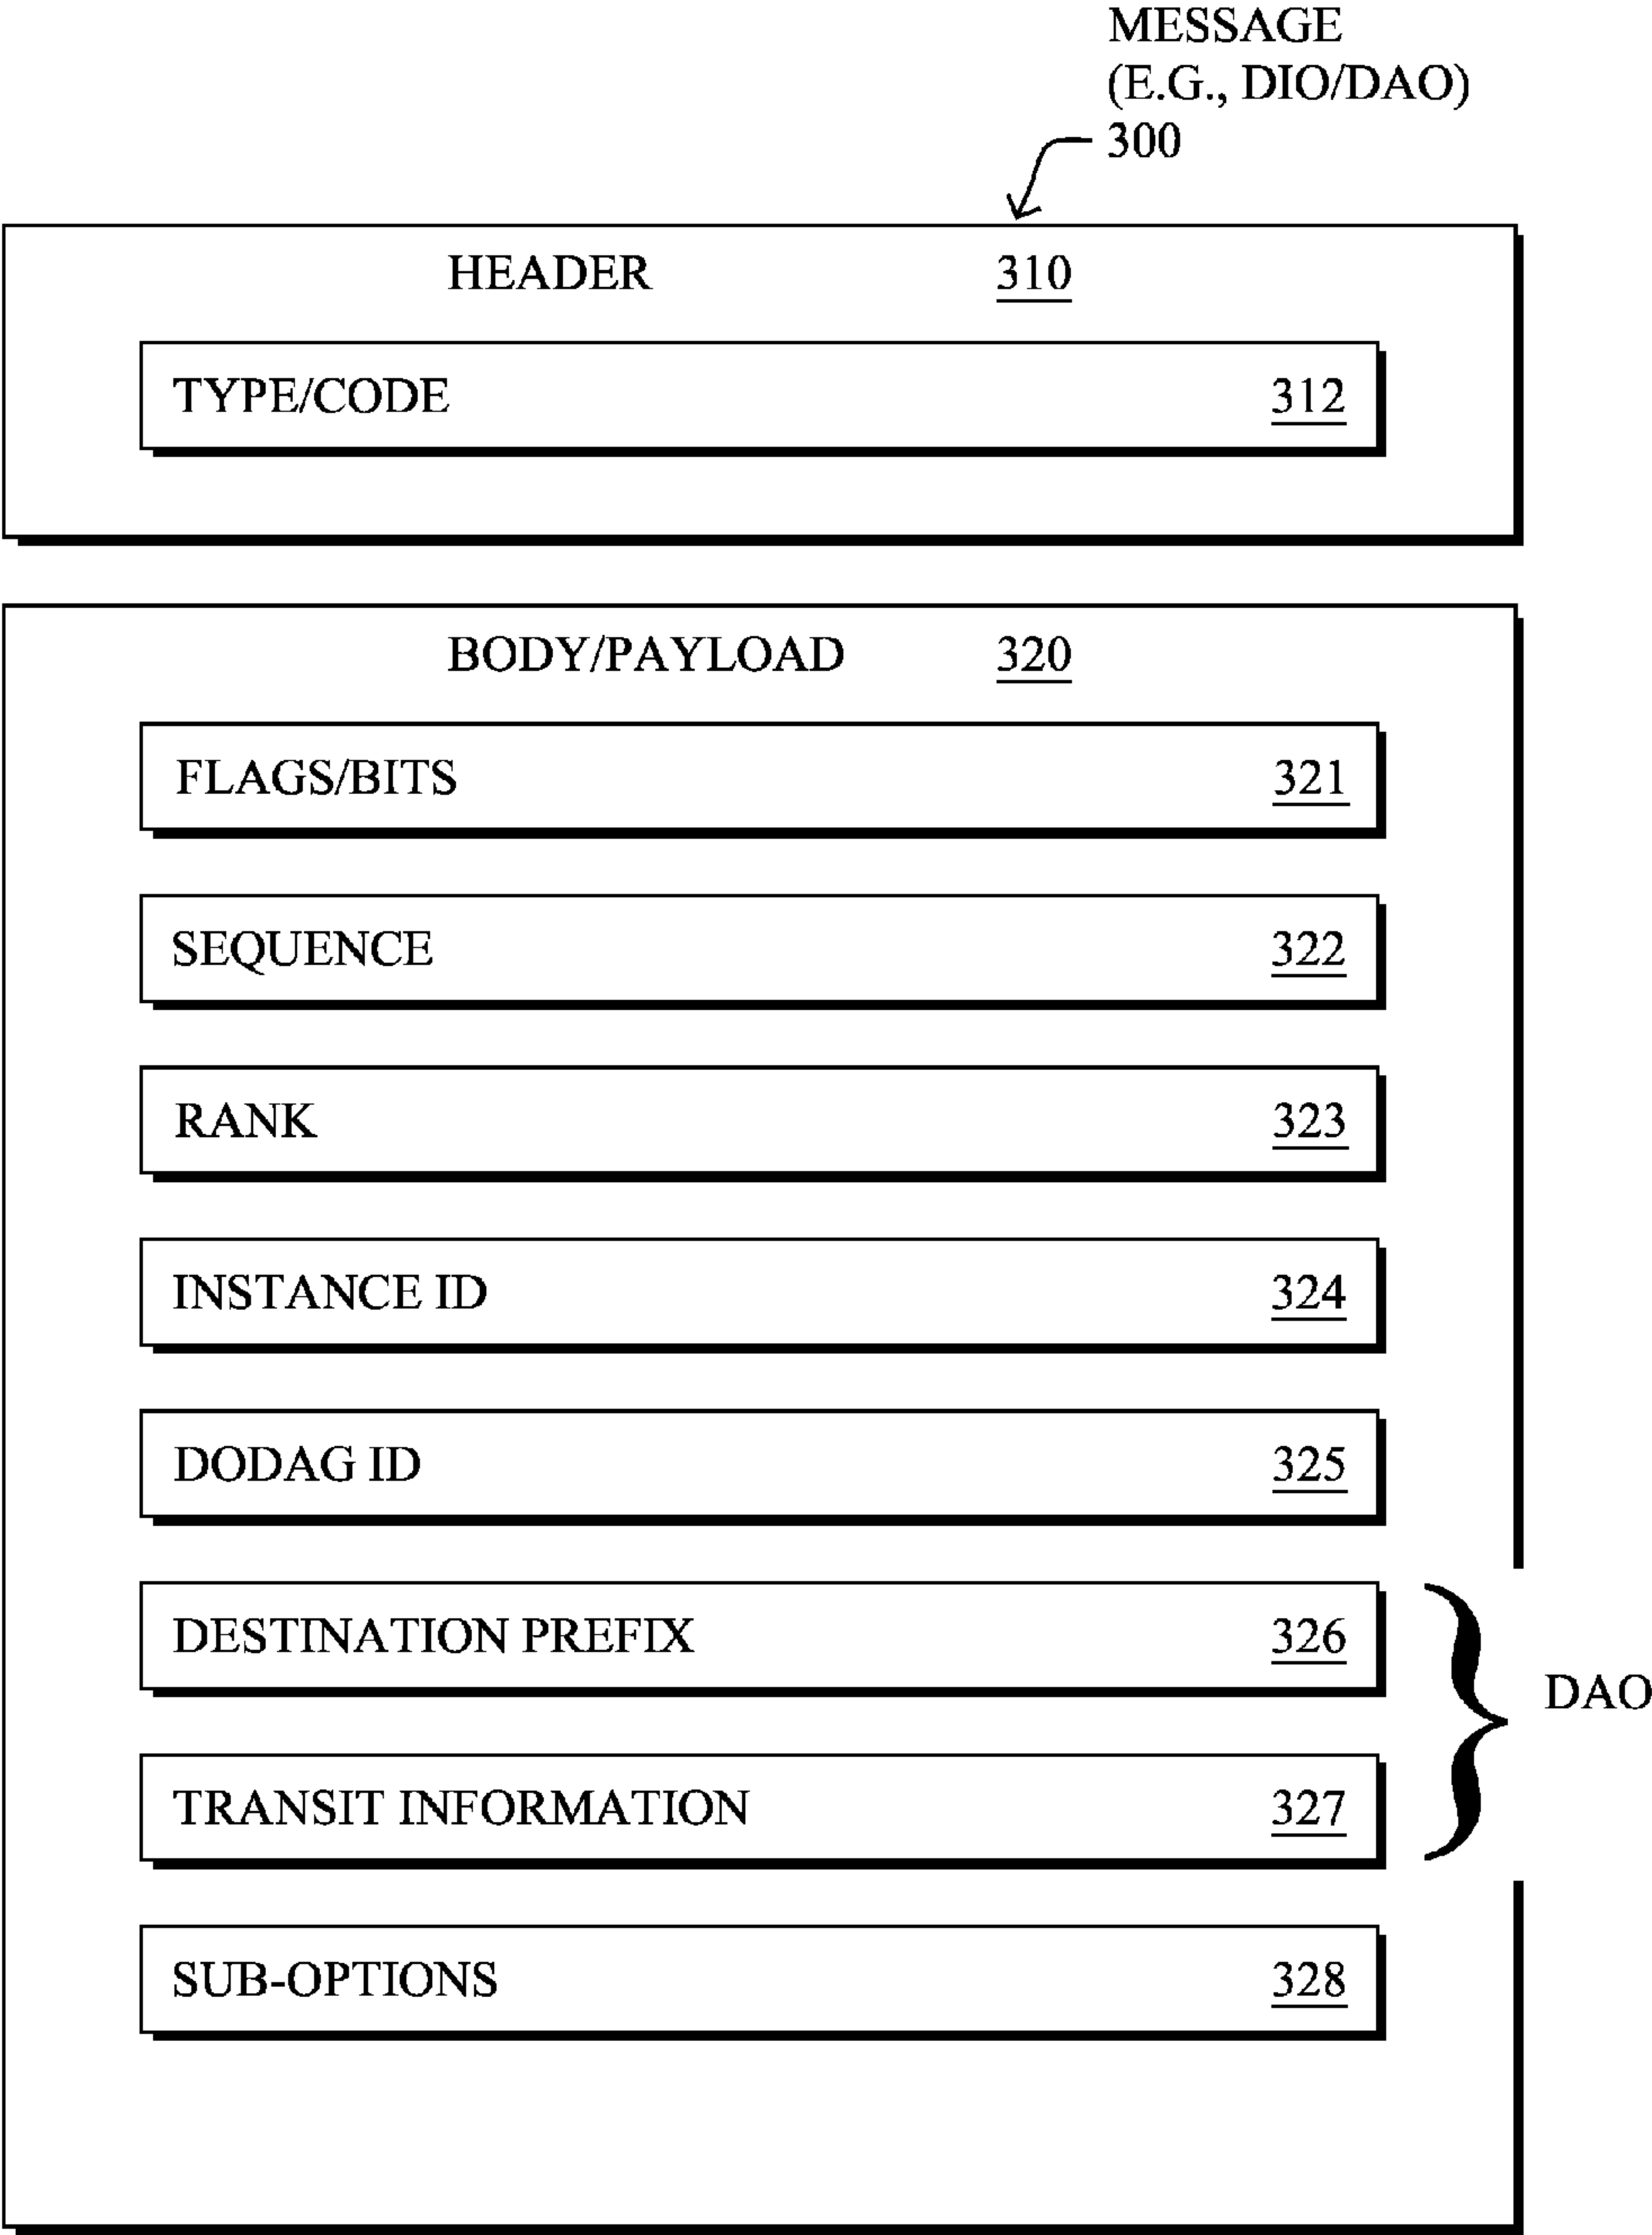 MESSAGE
(E.G., DIO/DAO)
300
HEADER 310
TYPE/CODE 312
BODY/PAYLOAD 320
FLAGS/BITS 321
SEQUENCE 322
RANK 323
INSTANCE ID 324
DODAG ID 325
DESTINATION PREFIX 326
DAO
TRANSIT INFORMATION 327
SUB-OPTIONS 328